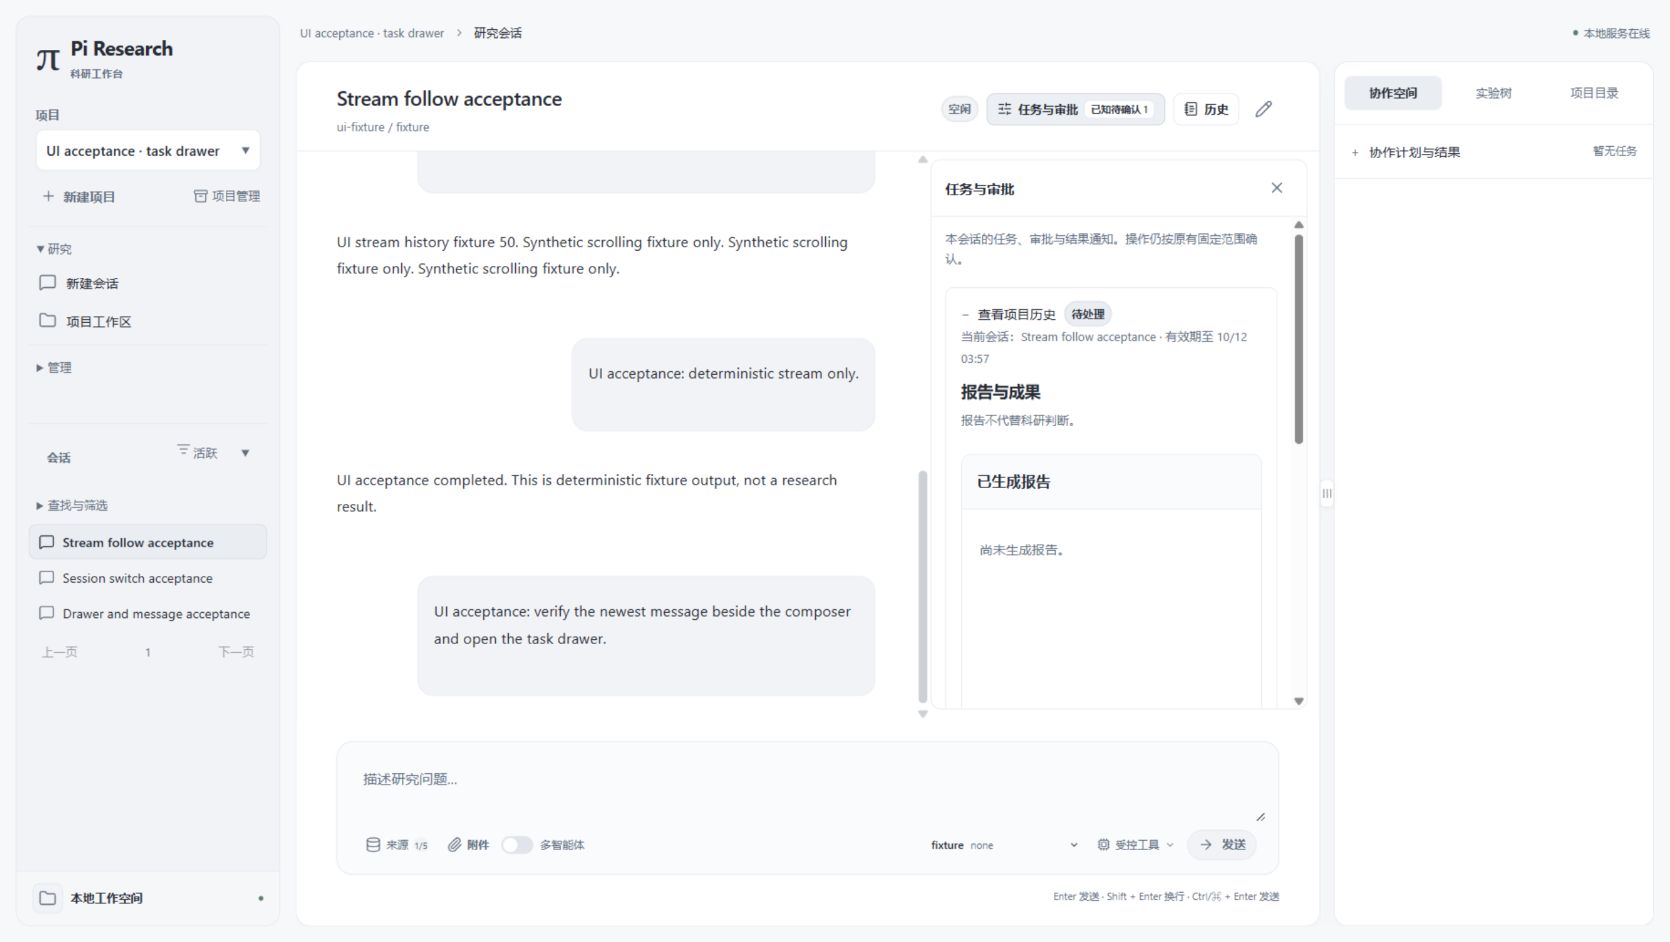 π
Pi Research
科研工作台
项目
UI acceptance · task drawer
新建项目
项目管理
研究
新建会话
项目工作区
管理
会话
活跃
查找与筛选
Stream follow acceptance
Session switch acceptance
Drawer and message acceptance
上一页
1
下一页
本地工作空间
UI acceptance · task drawer
研究会话
本地服务在线
Stream follow acceptance
ui-fixture / fixture
空闲
任务与审批
已知待确认 1
历史
UI stream history fixture 50. Synthetic scrolling fixture only. Synthetic scrolling
fixture only. Synthetic scrolling fixture only.
UI acceptance: deterministic stream only.
UI acceptance completed. This is deterministic fixture output, not a research
result.
UI acceptance: verify the newest message beside the composer
and open the task drawer.
任务与审批
本会话的任务、审批与结果通知。操作仍按原有固定范围确
认。
− 查看项目历史
待处理
当前会话：Stream follow acceptance · 有效期至 10/12
03:57
报告与成果
报告不代替科研判断。
已生成报告
尚未生成报告。
描述研究问题...
来源 1/5
附件
多智能体
fixture none
受控工具
发送
Enter 发送 · Shift + Enter 换行 · Ctrl/⌘ + Enter 发送
协作空间
实验树
项目目录
+ 协作计划与结果
暂无任务